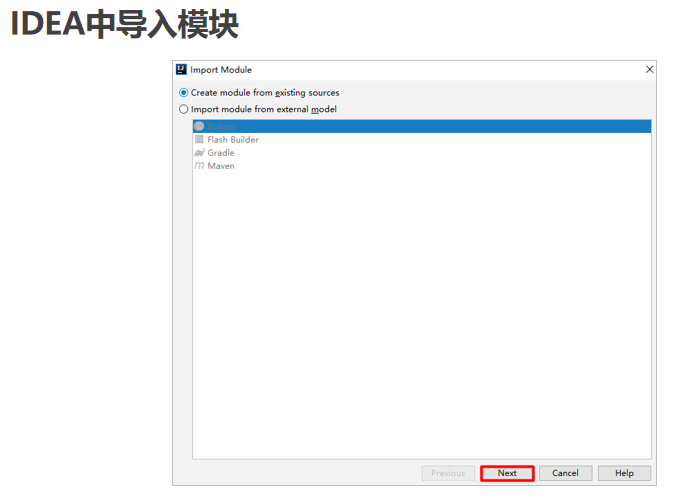 IDEA中导入模块
Import Module
Create module from existing sources
Import module from external model
Eclipse
Flash Builder
Gradle
Maven
Previous
Next
Cancel
Help